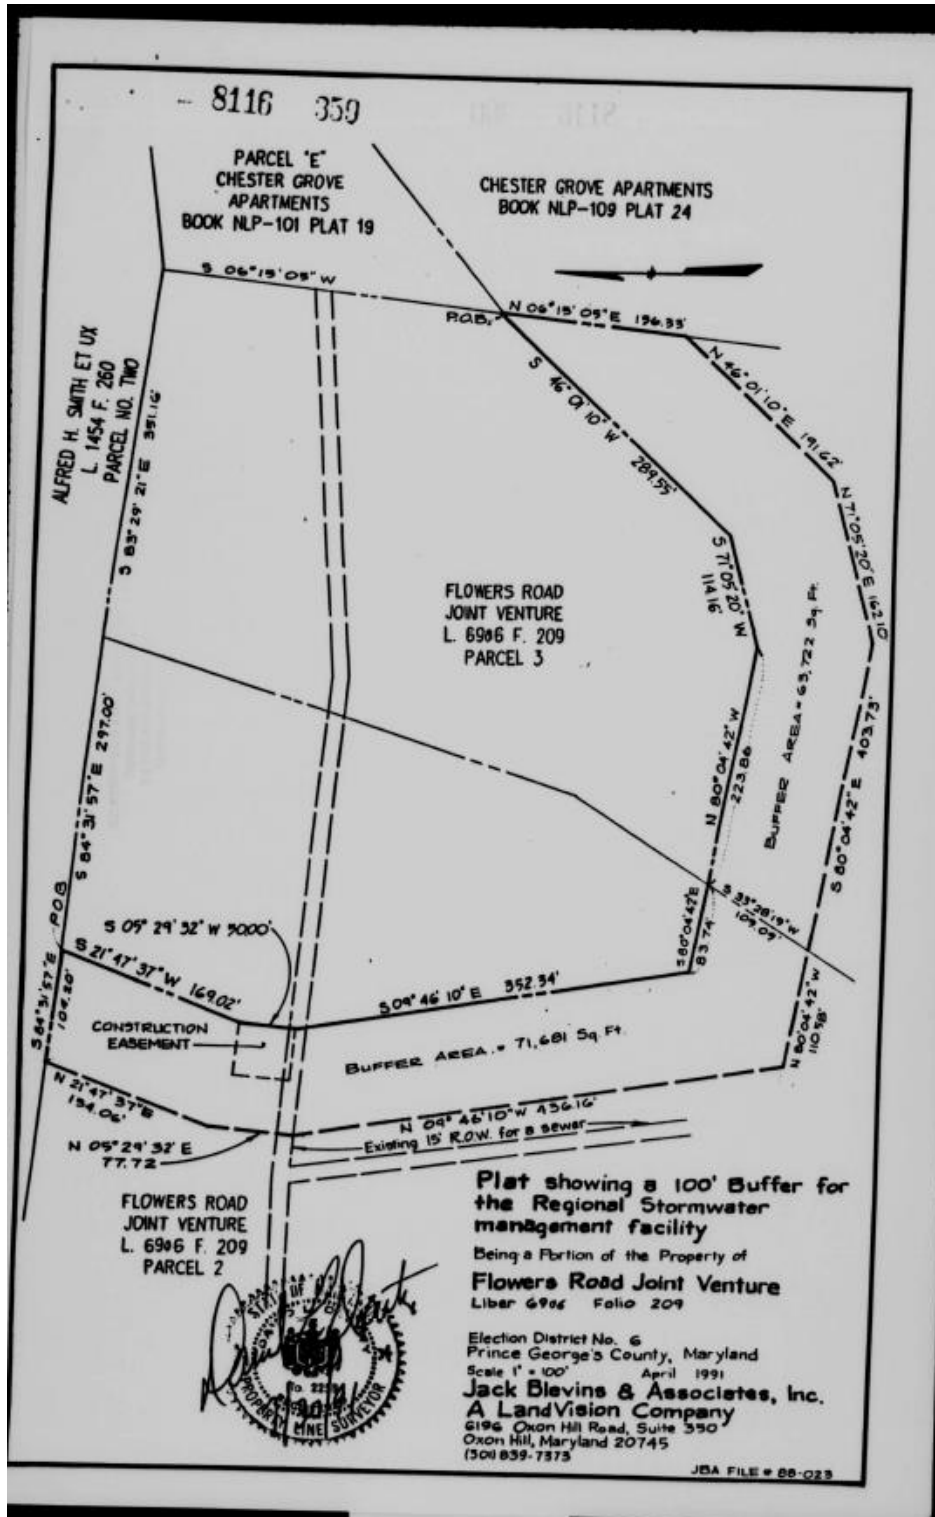 8116 359
PARCEL "E"
CHESTER GROVE
APARTMENTS
BOOK NLP-101 PLAT 19
CHESTER GROVE APARTMENTS
BOOK NLP-109 PLAT 24
S 06° 15' 05" W
P.O.B.
N 06° 15' 05" E 156.33'
ALFRED H. SMITH ET UX
L. 1454 F. 260
PARCEL NO. TWO
S 83° 29' 21" E 351.16'
S 46° 01' 10" W 289.55'
N 46° 01' 10" E 191.62'
N 71° 05' 20" E 162.10'
S 71° 05' 20" W
114.16'
FLOWERS ROAD
JOINT VENTURE
L. 6906 F. 209
PARCEL 3
BUFFER AREA = 63,722 Sq. Ft.
N 80° 04' 42" W
223.86
S 80° 04' 42" E 403.73'
S 84° 31' 57" E 297.00'
P.O.B
S 33° 28' 19" W
109.09'
S 80° 04' 42" E
83.74'
S 05° 29' 32" W 50.00'
S 21° 47' 37" W 169.02'
S 09° 46' 10" E 352.34'
S 84° 31' 57" E
104.20'
CONSTRUCTION
EASEMENT
BUFFER AREA = 71,681 Sq. Ft.
N 80° 04' 42" W
110.58'
N 21° 47' 37" E
154.06'
N 09° 46' 10" W 436.16'
N 05° 29' 32' E
77.72
Existing 15' R.O.W. for a sewer
FLOWERS ROAD
JOINT VENTURE
L. 6906 F. 209
PARCEL 2
Plat showing a 100' Buffer for
the Regional Stormwater
management facility
Being a Portion of the Property of
Flowers Road Joint Venture
Liber 6906 Folio 209
Election District No. 6
Prince George's County, Maryland
Scale 1" = 100' April 1991
Jack Blevins & Associates, Inc.
A LandVision Company
6196 Oxon Hill Road, Suite 350
Oxon Hill, Maryland 20745
(301) 839-7373
JBA FILE # 88-023
STATE OF
PROPERTY LINE SURVEYOR